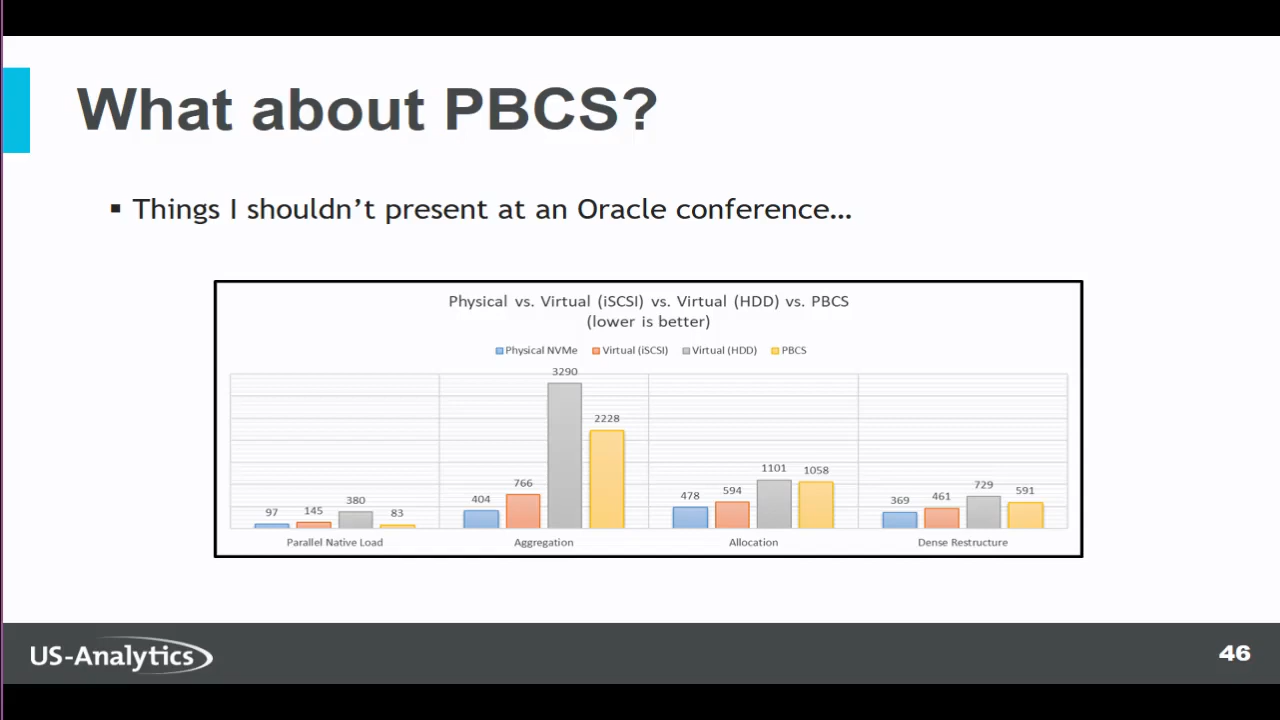 What about PBCS?
▪ Things I shouldn't present at an Oracle conference…
Physical vs. Virtual (iSCSI) vs. Virtual (HDD) vs. PBCS
(lower is better)
Physical NVMe Virtual (iSCSI) Virtual (HDD) PBCS
97 145 380 83
404 766 3290 2228
478 594 1101 1058
369 461 729 591
Parallel Native Load Aggregation Allocation Dense Restructure
US-Analytics
46